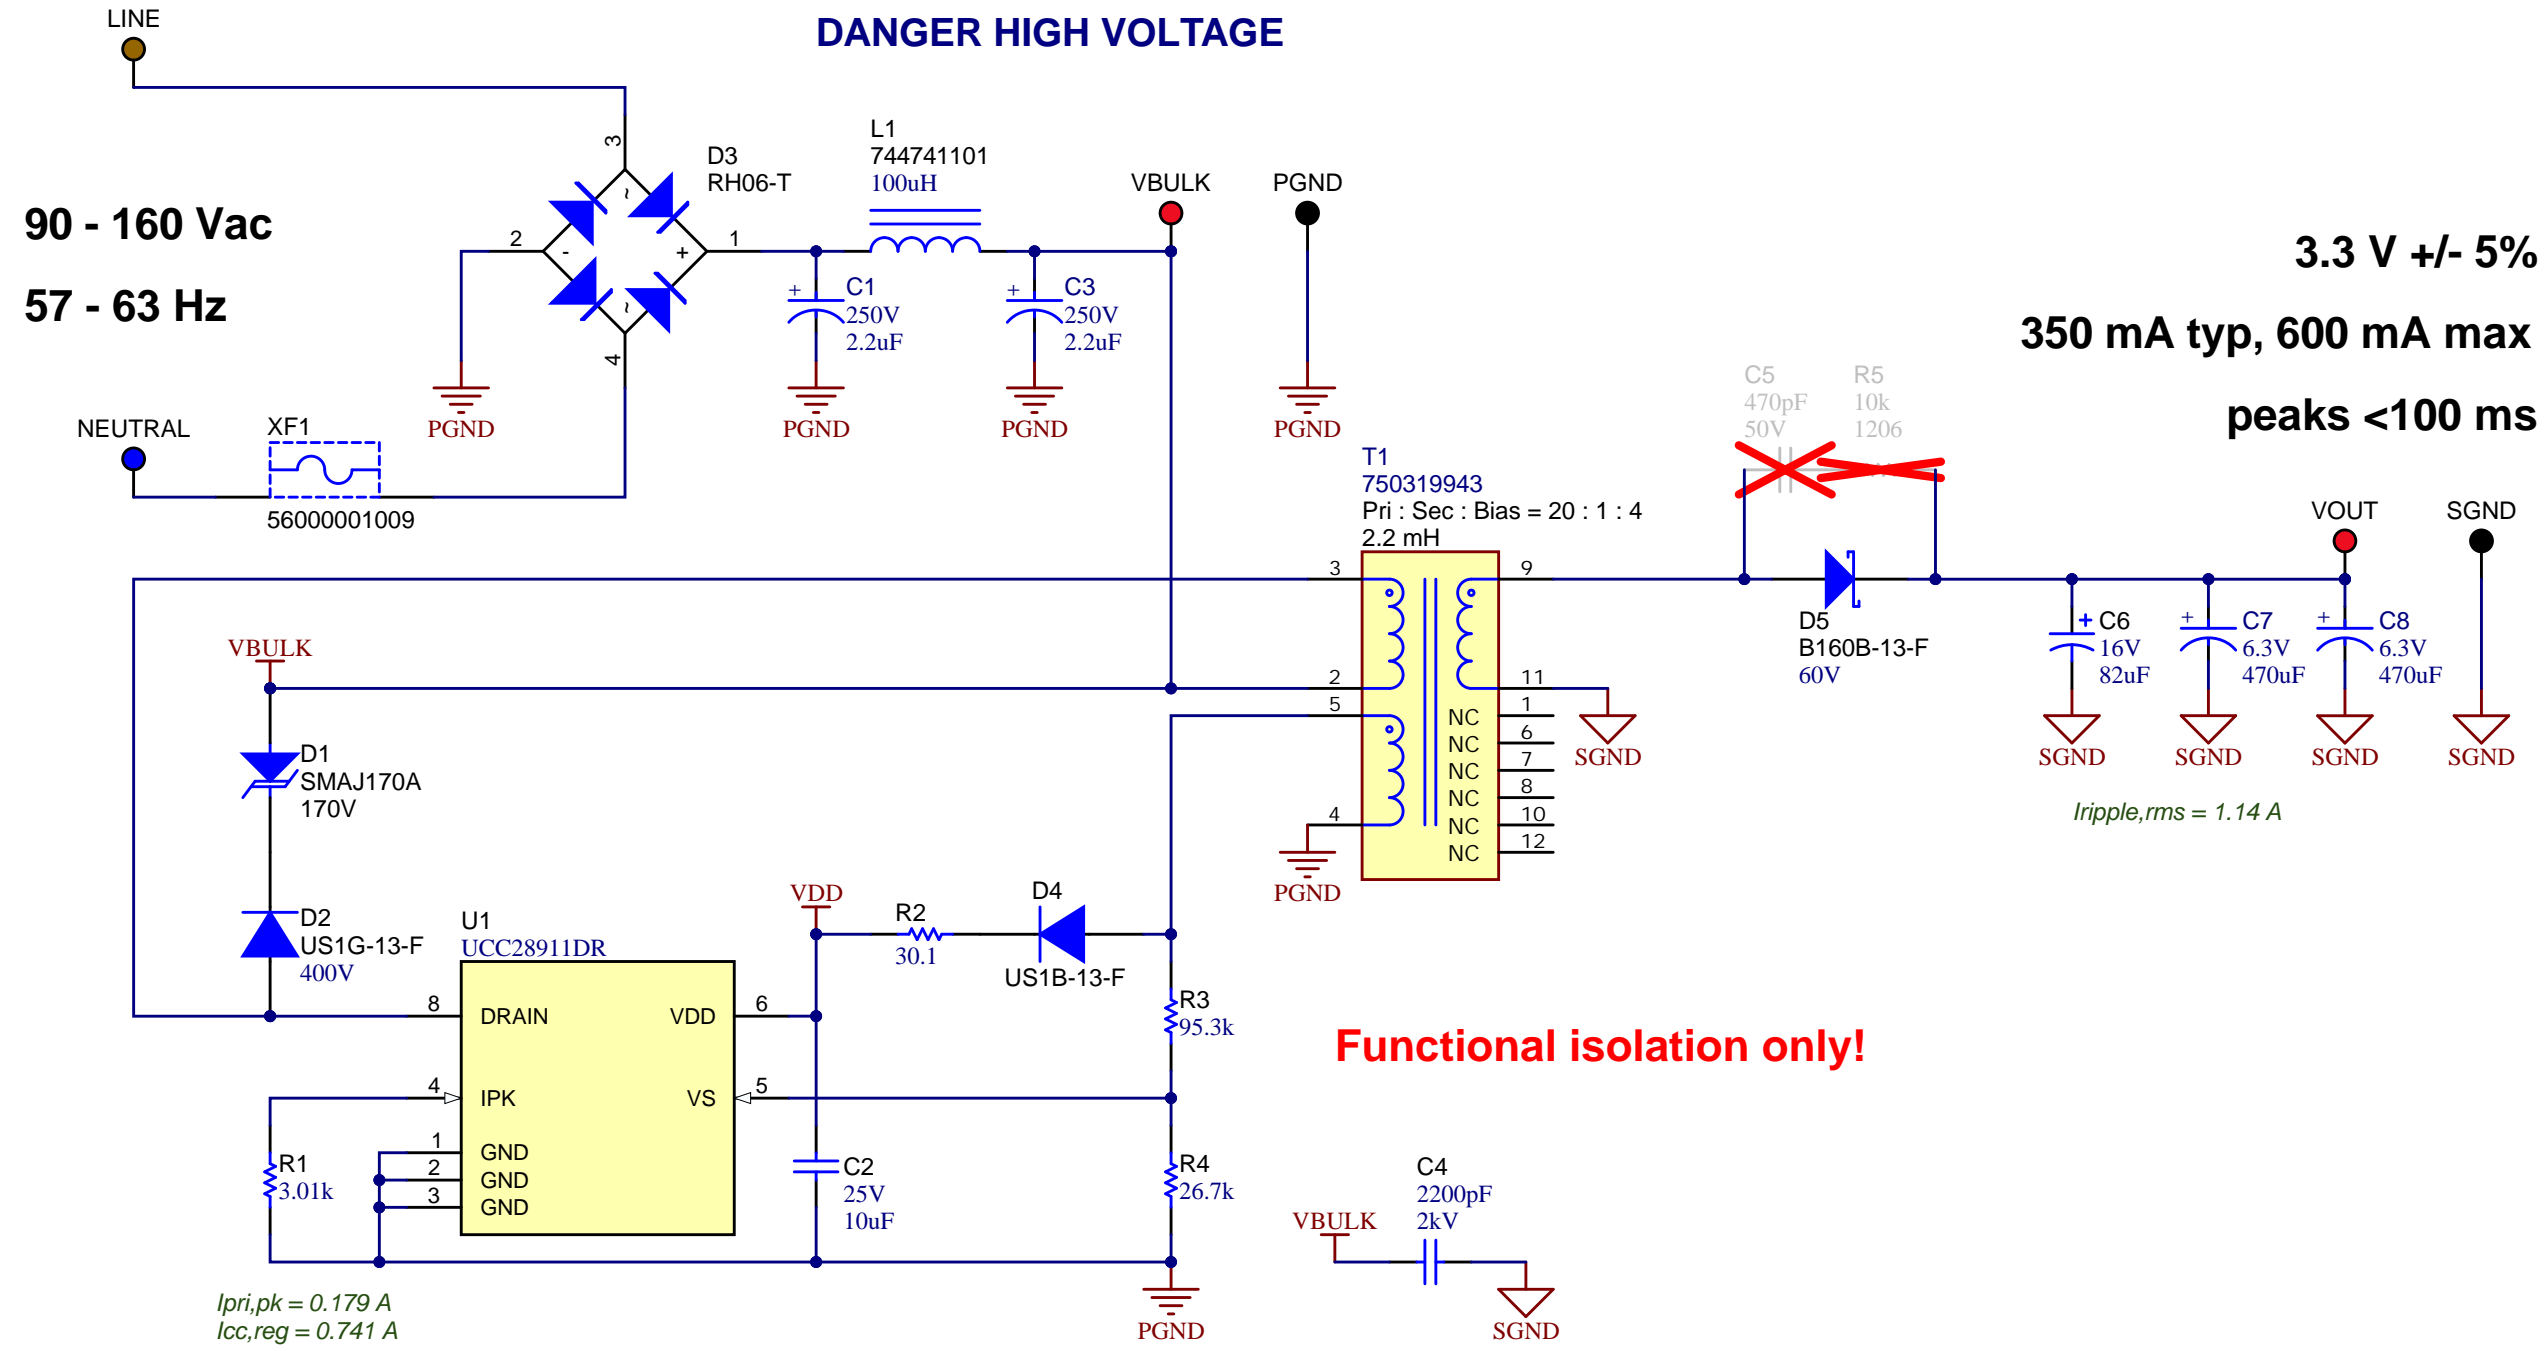 LINE
DANGER HIGH VOLTAGE
3
D3
RH06-T
L1
744741101
100uH
VBULK
PGND
90 - 160 Vac
57 - 63 Hz
2
-
~
+
~
1
4
PGND
+
C1
250V
2.2uF
PGND
+
C3
250V
2.2uF
PGND
PGND
3.3 V +/- 5%
350 mA typ, 600 mA max
peaks <100 ms
NEUTRAL
XF1
56000001009
C5
470pF
50V
R5
10k
1206
T1
750319943
Pri : Sec : Bias = 20 : 1 : 4
2.2 mH
3
2
5
4
9
11
NC 1
NC 6
NC 7
NC 8
NC 10
NC 12
PGND
SGND
D5
B160B-13-F
60V
VOUT
SGND
+ C6
16V
82uF
SGND
+ C7
6.3V
470uF
SGND
+ C8
6.3V
470uF
SGND
SGND
Iripple,rms = 1.14 A
VBULK
D1
SMAJ170A
170V
D2
US1G-13-F
400V
U1
UCC28911DR
8 DRAIN
VDD 6
4 IPK
VS 5
1 GND
2 GND
3 GND
VDD
R2
30.1
D4
US1B-13-F
R3
95.3k
R1
3.01k
C2
25V
10uF
R4
26.7k
PGND
Functional isolation only!
C4
2200pF
2kV
VBULK
SGND
Ipri,pk = 0.179 A
Icc,reg = 0.741 A